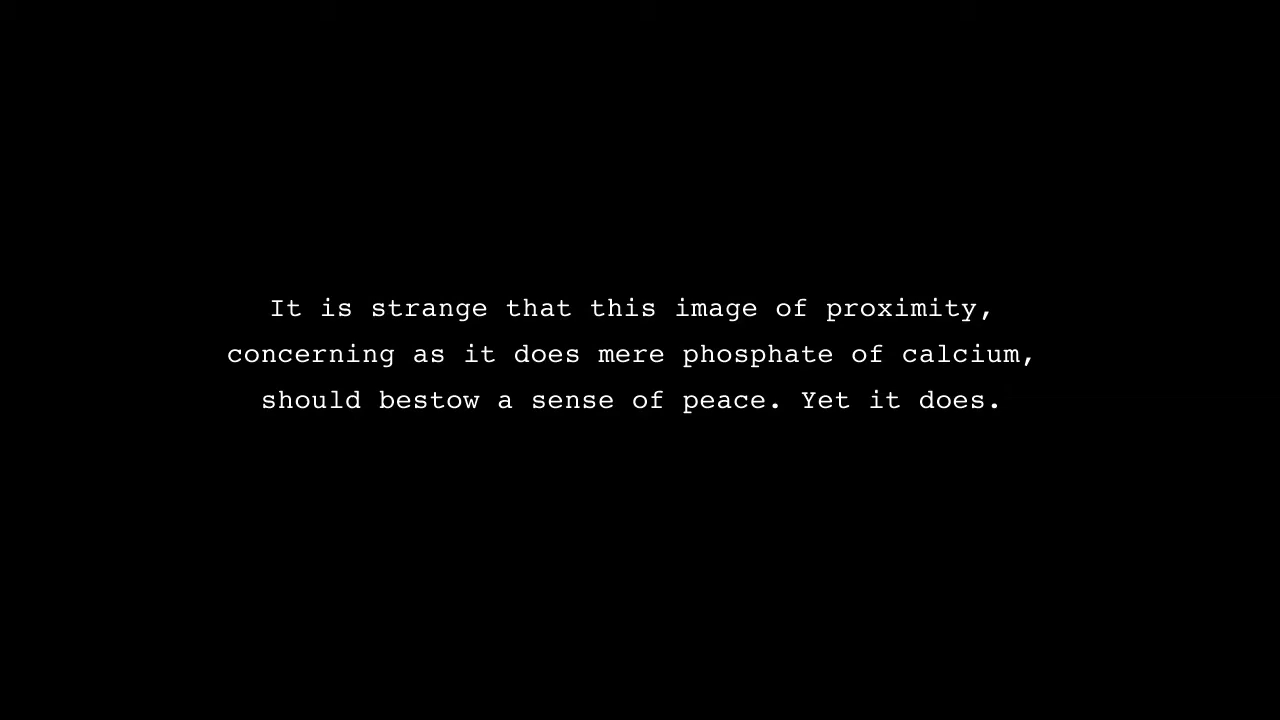 It is strange that this image of proximity,
concerning as it does mere phosphate of calcium,
should bestow a sense of peace. Yet it does.